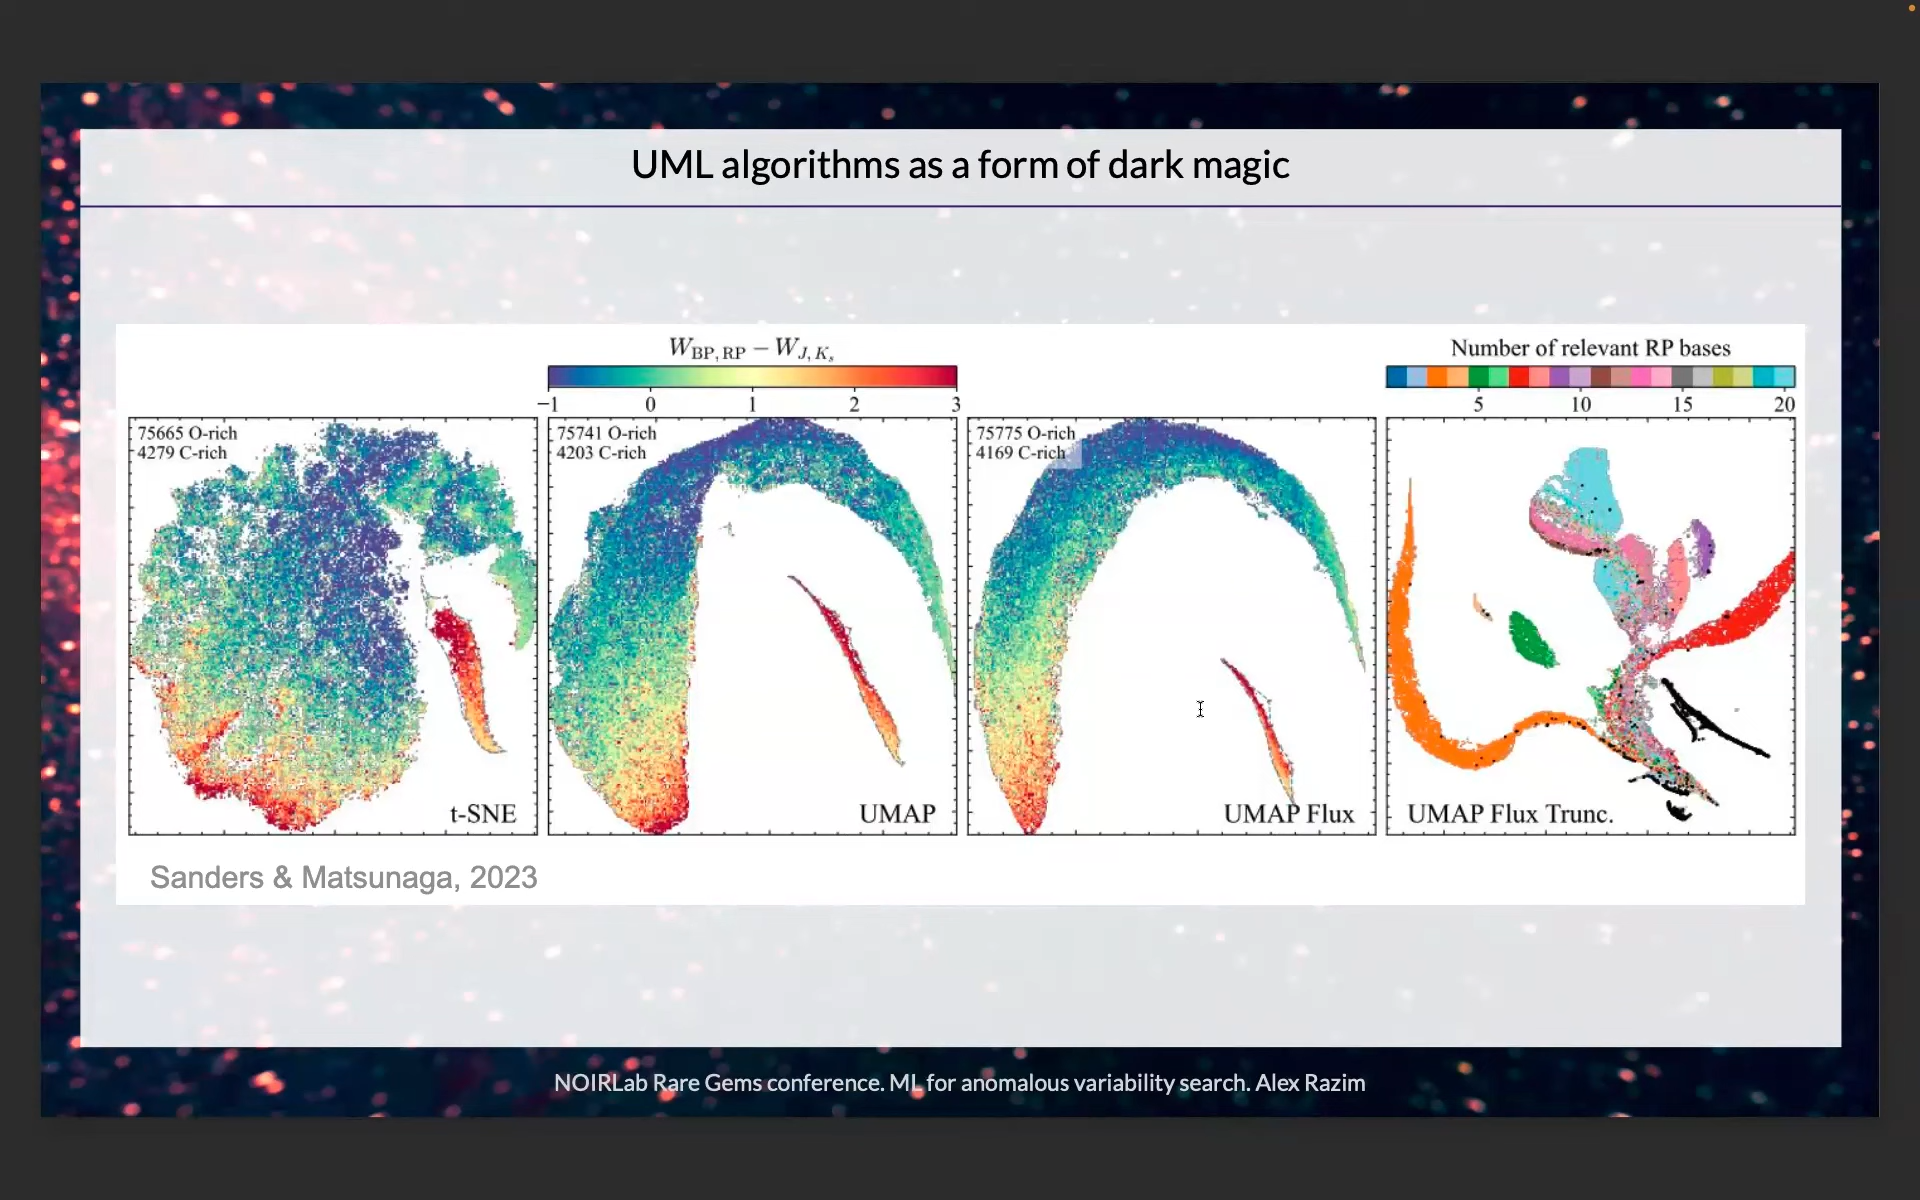 UML algorithms as a form of dark magic
W_BP, RP − W_J, K_s
−1 0 1 2 3
Number of relevant RP bases
5 10 15 20
75665 O-rich
4279 C-rich
t-SNE
75741 O-rich
4203 C-rich
UMAP
75775 O-rich
4169 C-rich
UMAP Flux
UMAP Flux Trunc.
Sanders & Matsunaga, 2023
NOIRLab Rare Gems conference. ML for anomalous variability search. Alex Razim